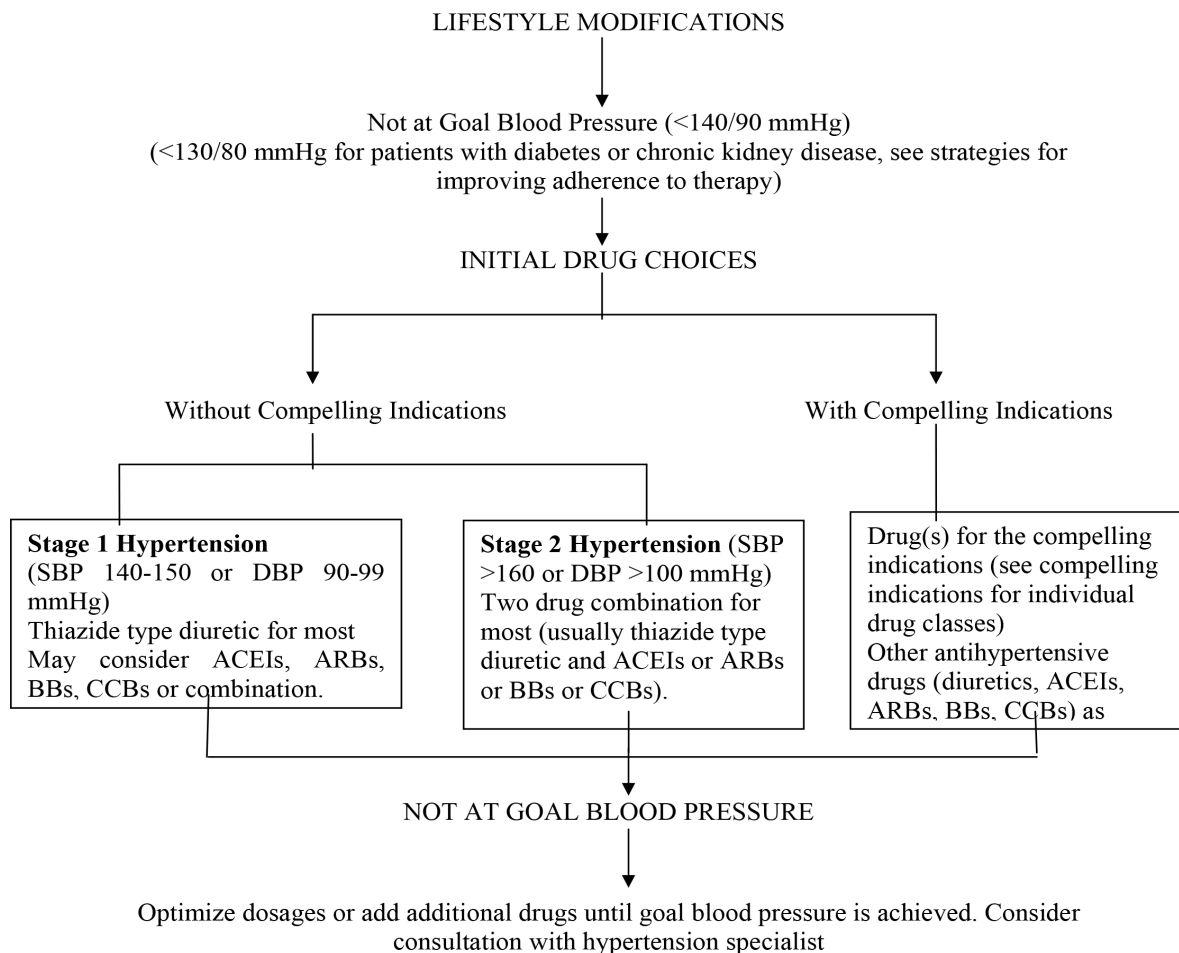 LIFESTYLE MODIFICATIONS
Not at Goal Blood Pressure (<140/90 mmHg)
(<130/80 mmHg for patients with diabetes or chronic kidney disease, see strategies for
improving adherence to therapy)
INITIAL DRUG CHOICES
Without Compelling Indications
With Compelling Indications
Stage 1 Hypertension
(SBP 140-150 or DBP 90-99
mmHg)
Thiazide type diuretic for most
May consider ACEIs, ARBs,
BBs, CCBs or combination.
Stage 2 Hypertension (SBP
>160 or DBP >100 mmHg)
Two drug combination for
most (usually thiazide type
diuretic and ACEIs or ARBs
or BBs or CCBs).
Drug(s) for the compelling
indications (see compelling
indications for individual
drug classes)
Other antihypertensive
drugs (diuretics, ACEIs,
ARBs, BBs, CCBs) as
NOT AT GOAL BLOOD PRESSURE
Optimize dosages or add additional drugs until goal blood pressure is achieved. Consider
consultation with hypertension specialist